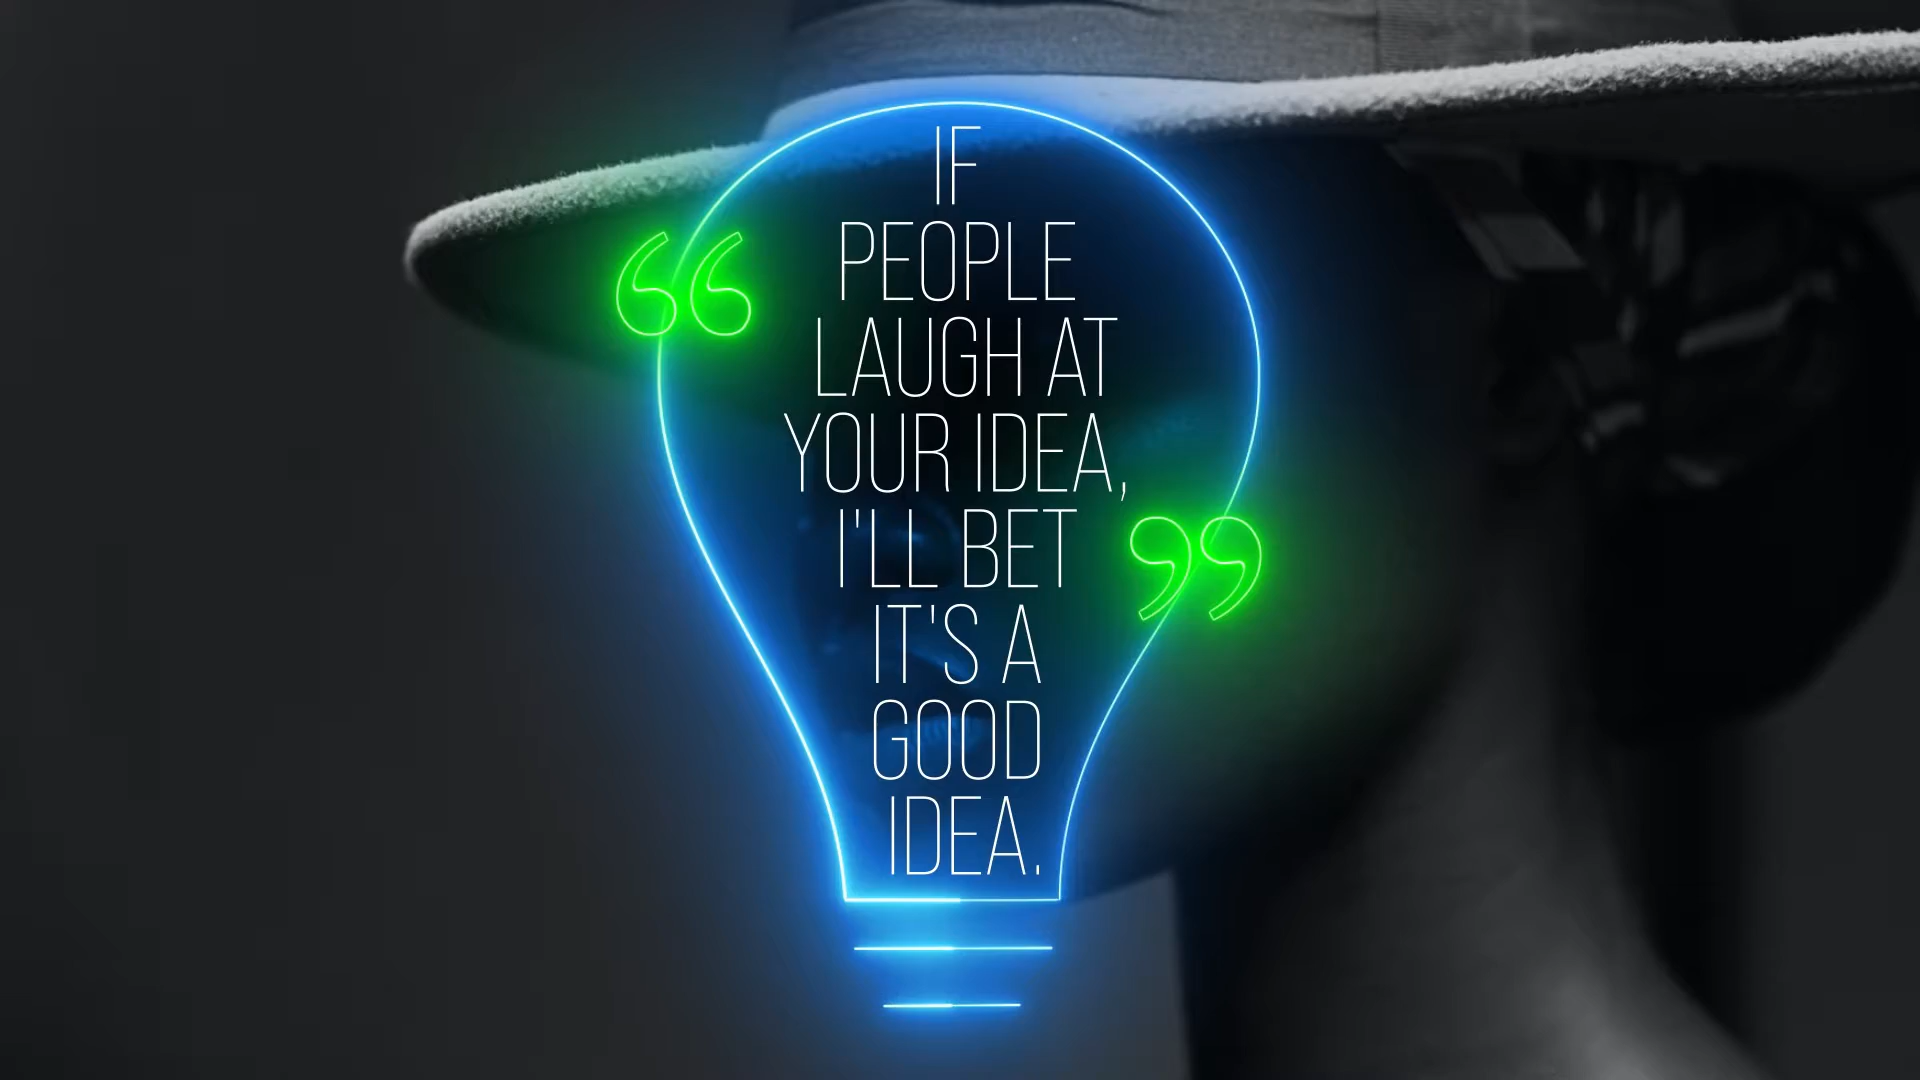 “
IF
PEOPLE
LAUGH AT
YOUR IDEA,
I'LL BET
IT'S A
GOOD
IDEA.
”